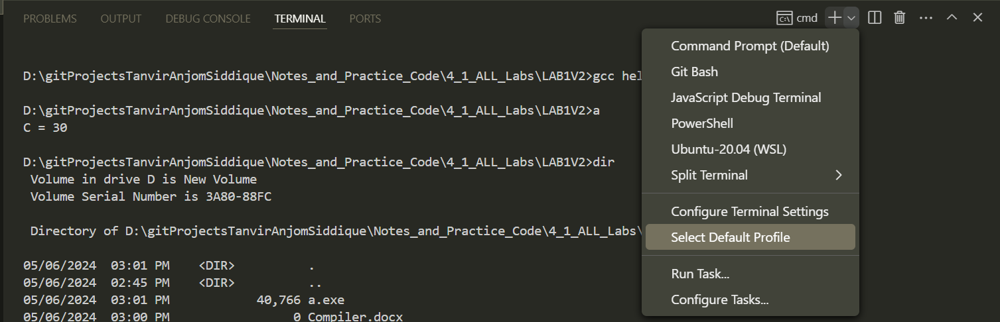 PROBLEMS OUTPUT DEBUG CONSOLE TERMINAL PORTS cmd
D:\gitProjectsTanvirAnjomSiddique\Notes_and_Practice_Code\4_1_ALL_Labs\LAB1V2>gcc hel
D:\gitProjectsTanvirAnjomSiddique\Notes_and_Practice_Code\4_1_ALL_Labs\LAB1V2>a
C = 30
D:\gitProjectsTanvirAnjomSiddique\Notes_and_Practice_Code\4_1_ALL_Labs\LAB1V2>dir
Volume in drive D is New Volume
Volume Serial Number is 3A80-88FC
Directory of D:\gitProjectsTanvirAnjomSiddique\Notes_and_Practice_Code\4_1_ALL_Labs\
05/06/2024 03:01 PM <DIR> .
05/06/2024 02:45 PM <DIR> ..
05/06/2024 03:01 PM 40,766 a.exe
05/06/2024 03:00 PM 0 Compiler.docx
Command Prompt (Default)
Git Bash
JavaScript Debug Terminal
PowerShell
Ubuntu-20.04 (WSL)
Split Terminal
Configure Terminal Settings
Select Default Profile
Run Task...
Configure Tasks...